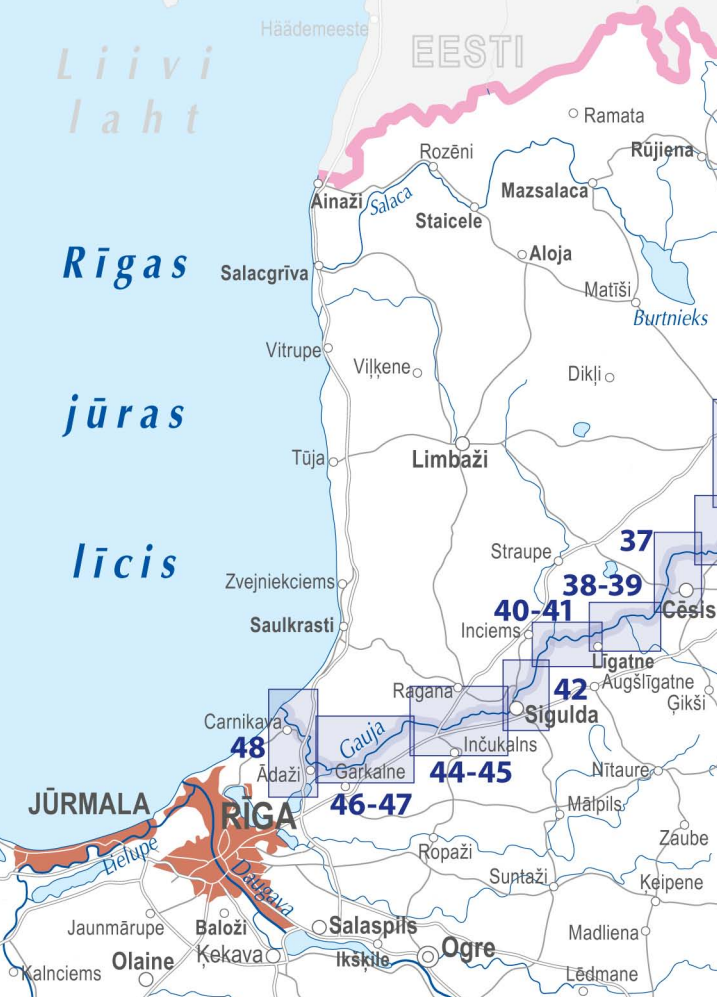 Häädemeeste
EESTI
Liivi
laht
Ramata
Rozēni
Rūjiena
Ainaži
Salaca
Mazsalaca
Staicele
Aloja
Rīgas
Salacgrīva
Matīši
Burtnieks
Vitrupe
Viļķene
Dikļi
jūras
Tūja
Limbaži
līcis
Straupe
37
Zvejniekciems
38-39
40-41
Cēsis
Saulkrasti
Inciems
Līgatne
Ragana
42
Augšlīgatne
Ģikši
Carnikava
Sigulda
48
Gauja
Inčukalns
Ādaži
Garkalne
44-45
Nītaure
JŪRMALA
RĪGA
46-47
Mālpils
Zaube
Lielupe
Ropaži
Daugava
Suntaži
Ķeipene
Jaunmārupe
Baloži
Salaspils
Madliena
Olaine
Ķekava
Ikšķile
Ogre
Kalnciems
Lēdmane